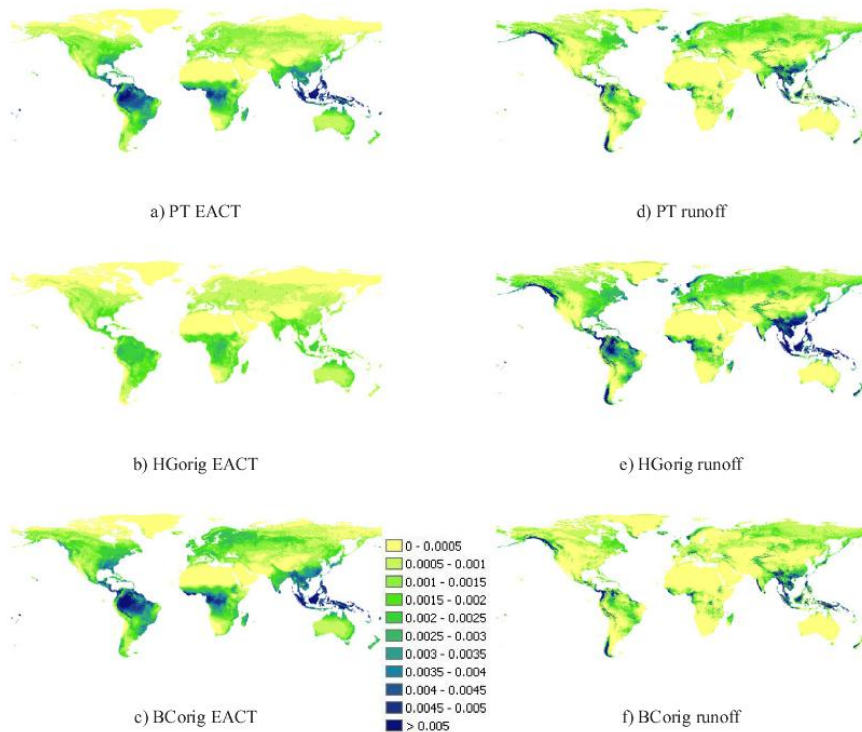 a) PT EACT
d) PT runoff
b) HGorig EACT
e) HGorig runoff
0 - 0.0005
0.0005 - 0.001
0.001 - 0.0015
0.0015 - 0.002
0.002 - 0.0025
0.0025 - 0.003
0.003 - 0.0035
0.0035 - 0.004
0.004 - 0.0045
0.0045 - 0.005
> 0.005
c) BCorig EACT
f) BCorig runoff